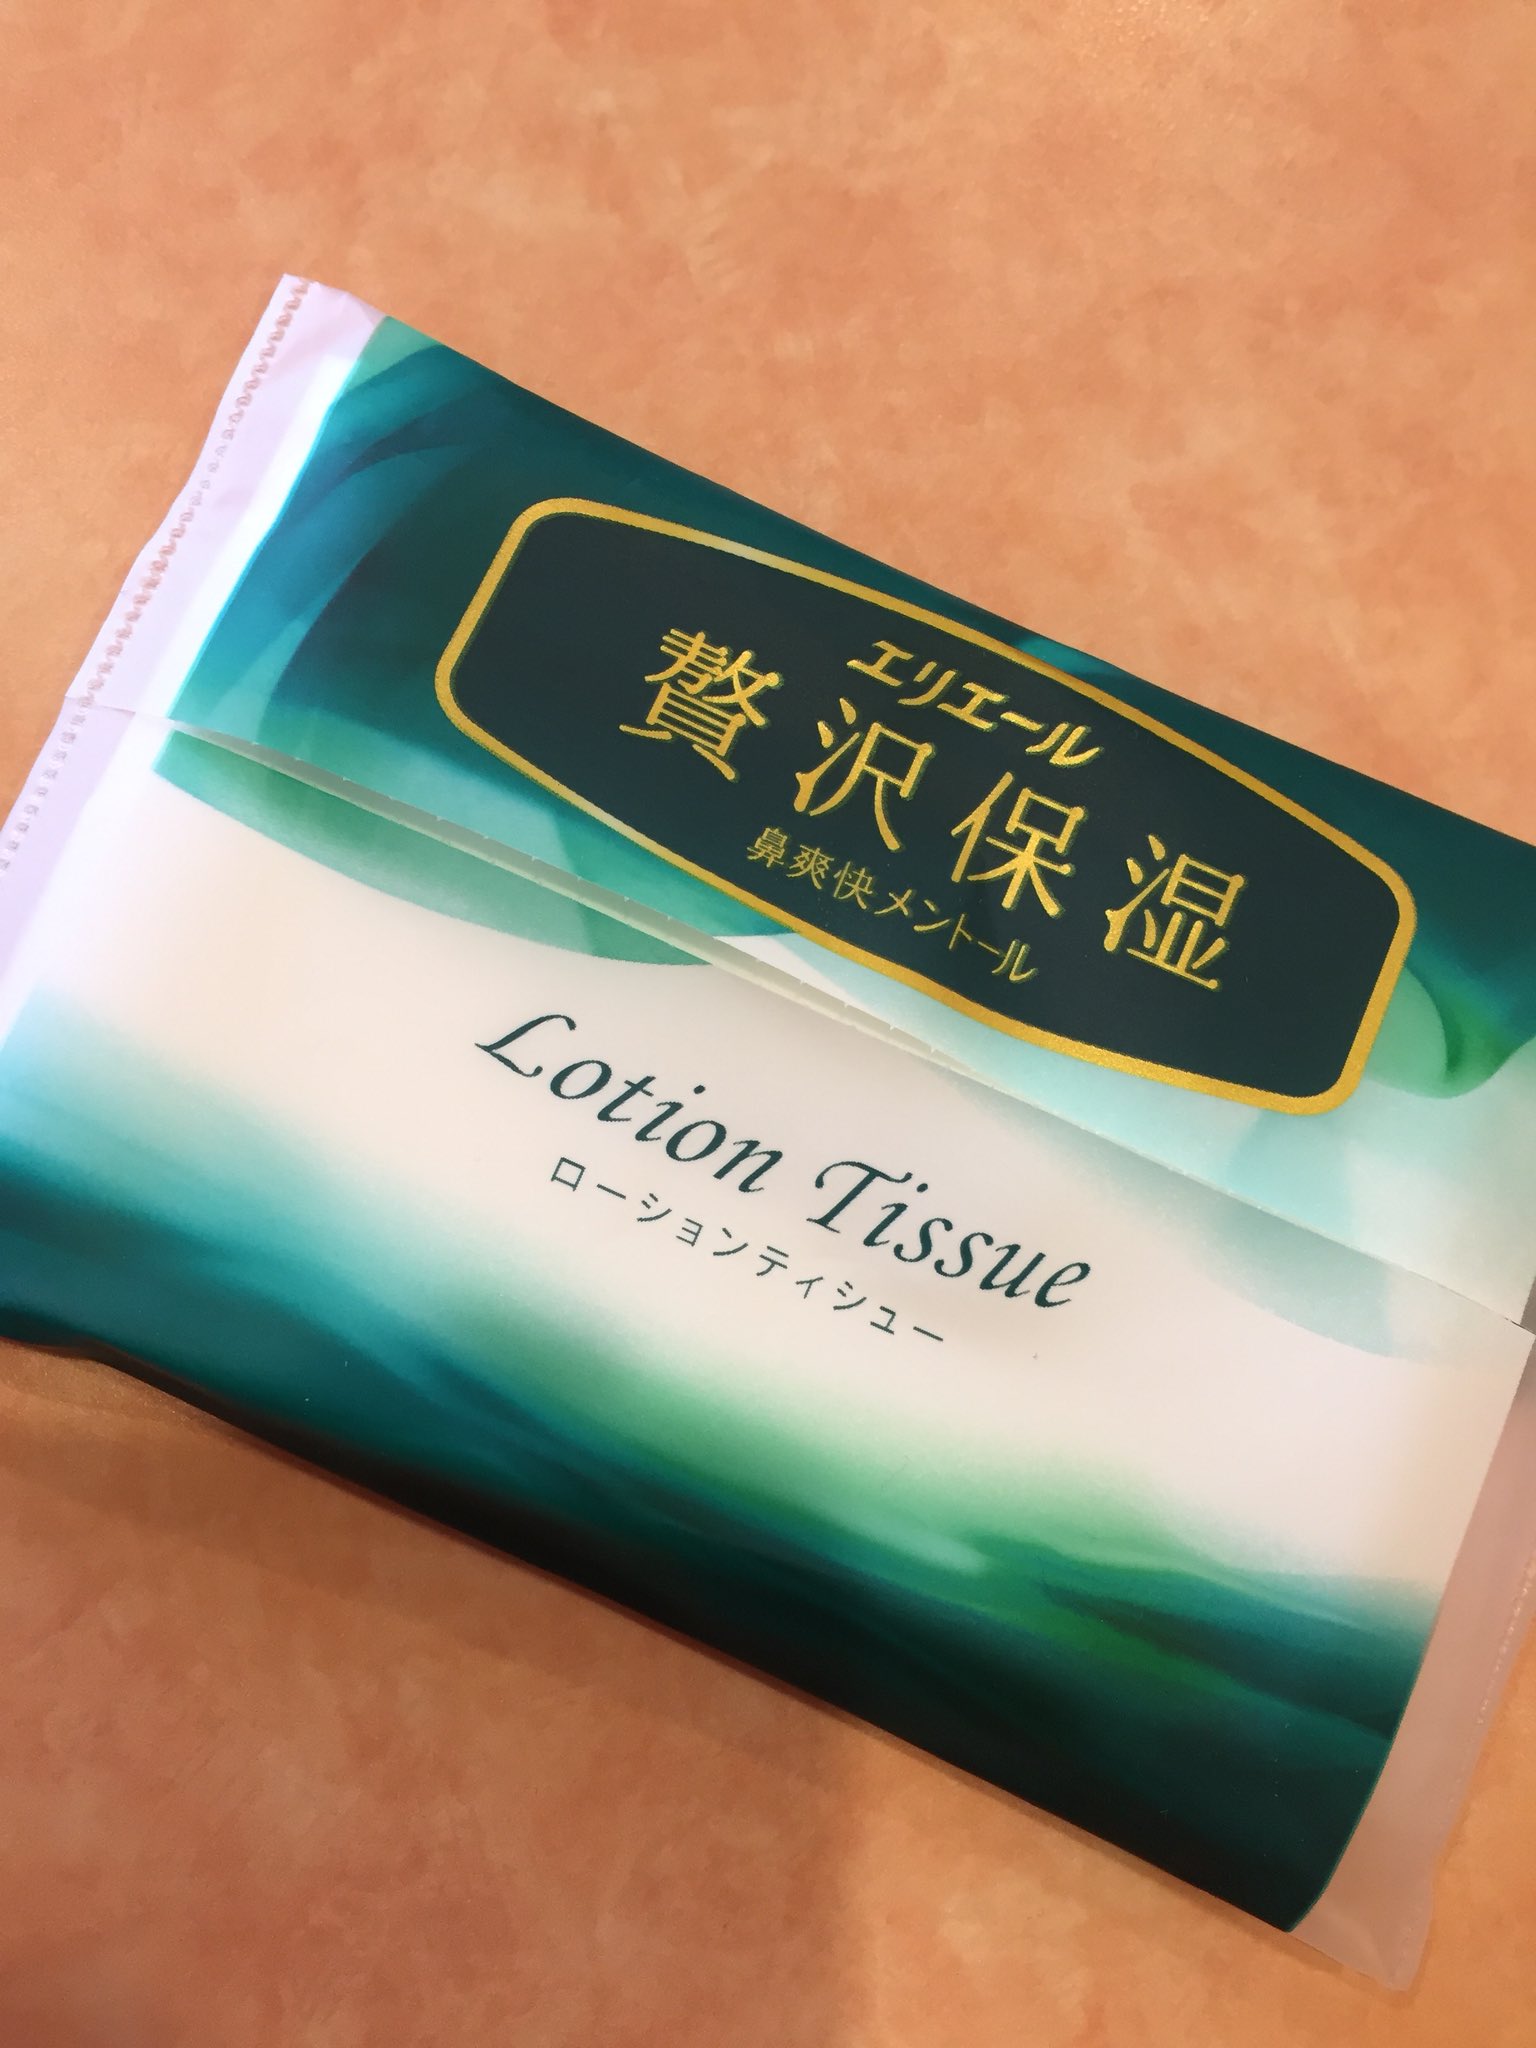 エリエール
贅沢保湿
鼻爽快メントール
Lotion Tissue
ローションティシュー